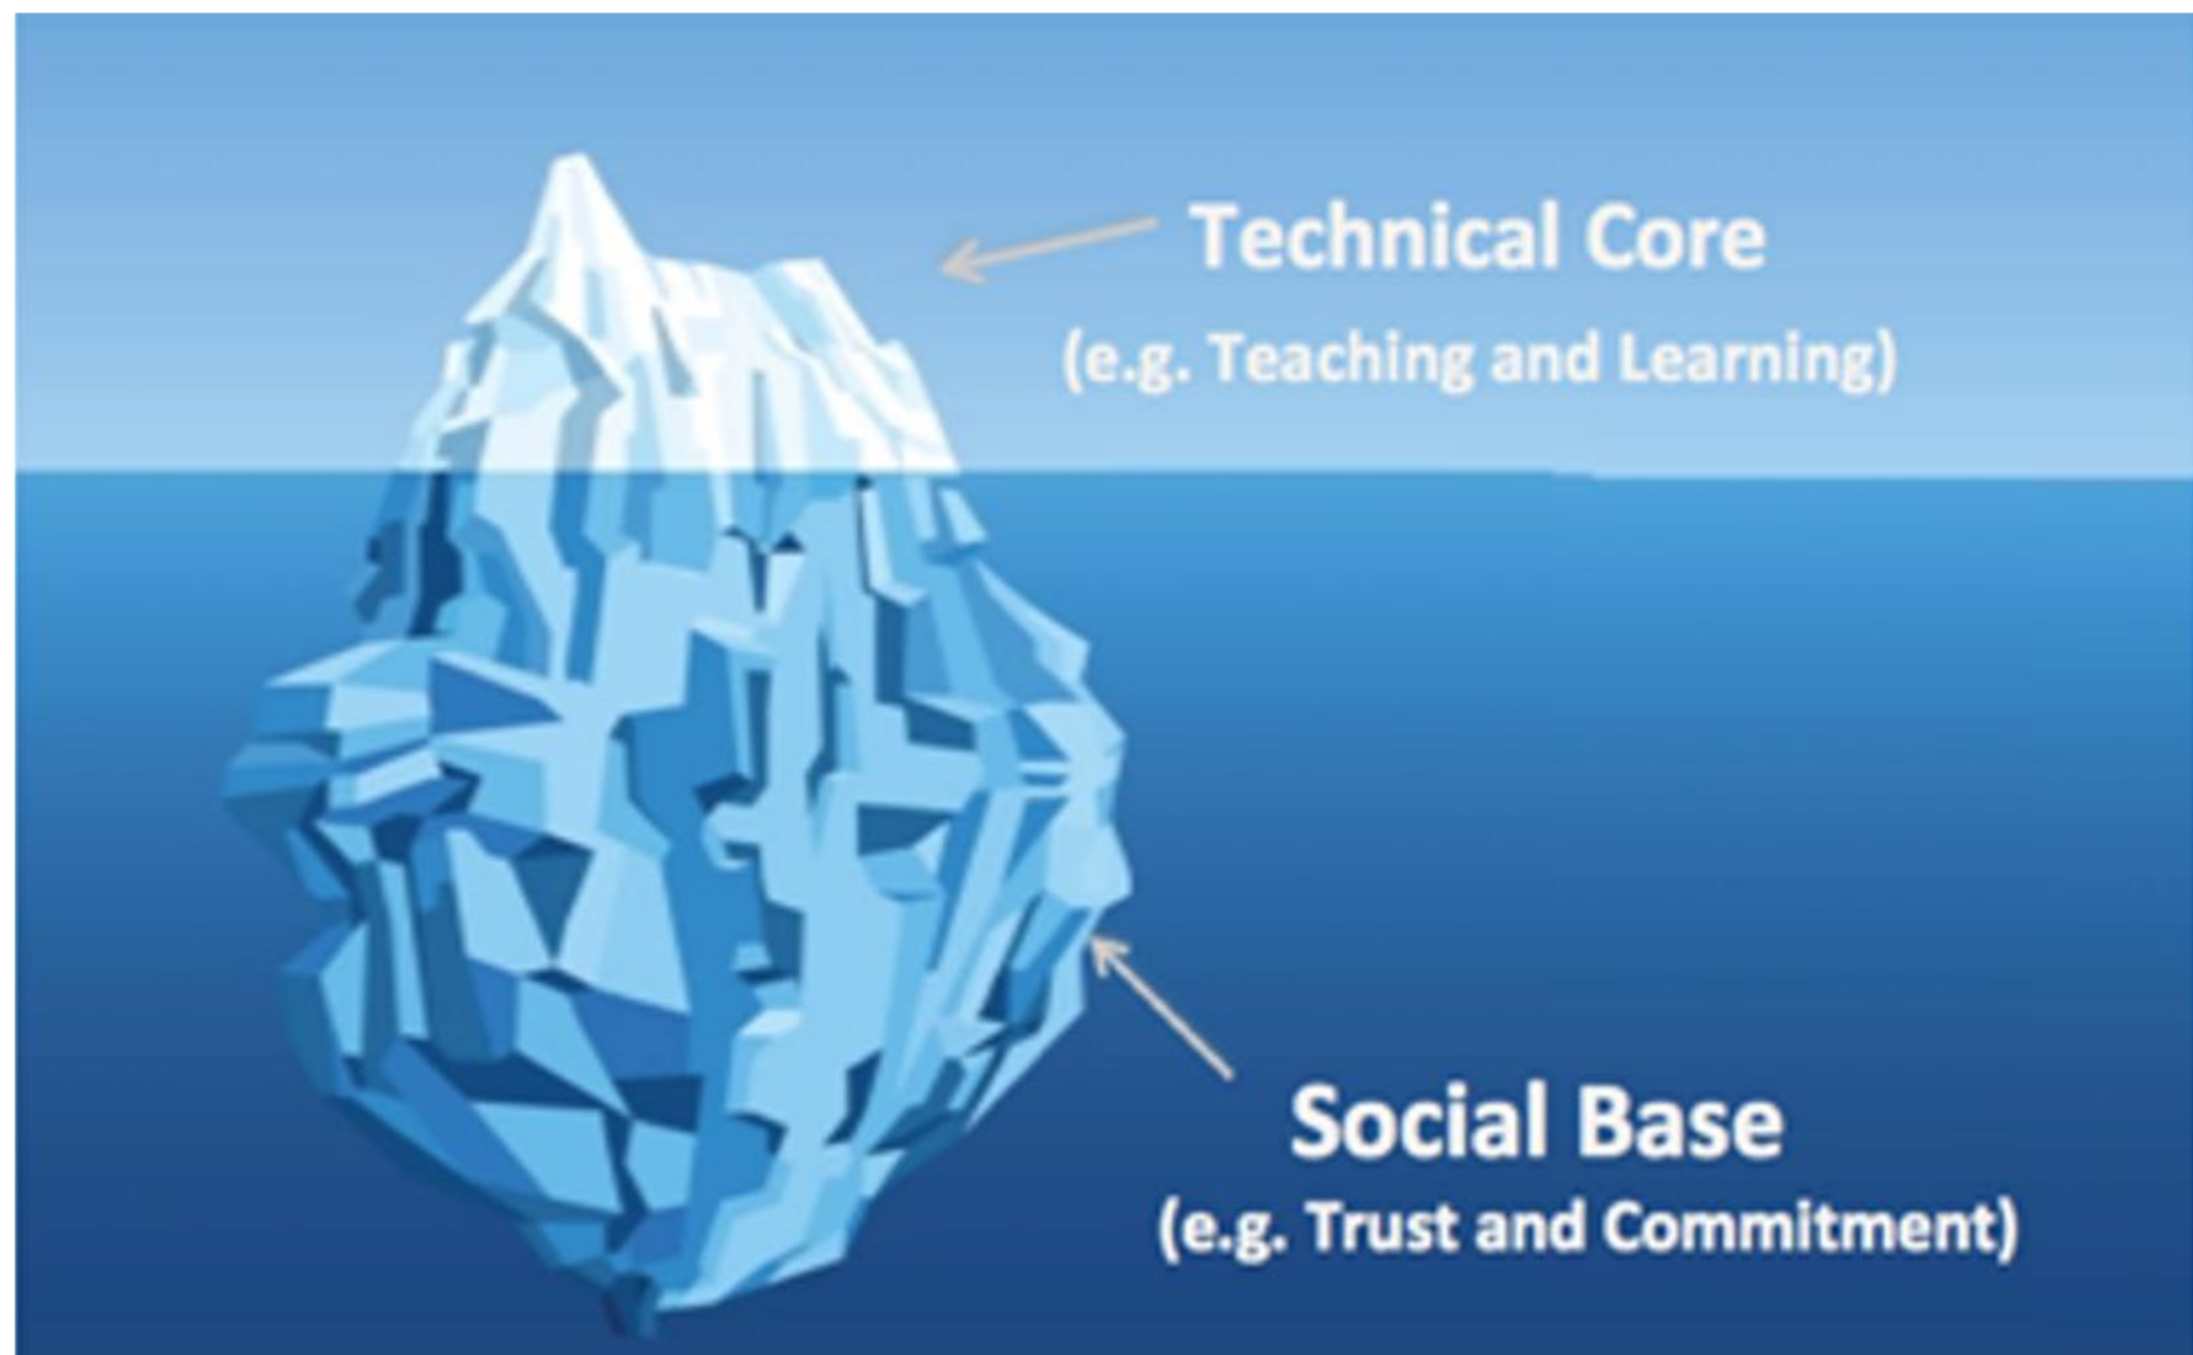 Technical Core
(e.g. Teaching and Learning)
Social Base
(e.g. Trust and Commitment)